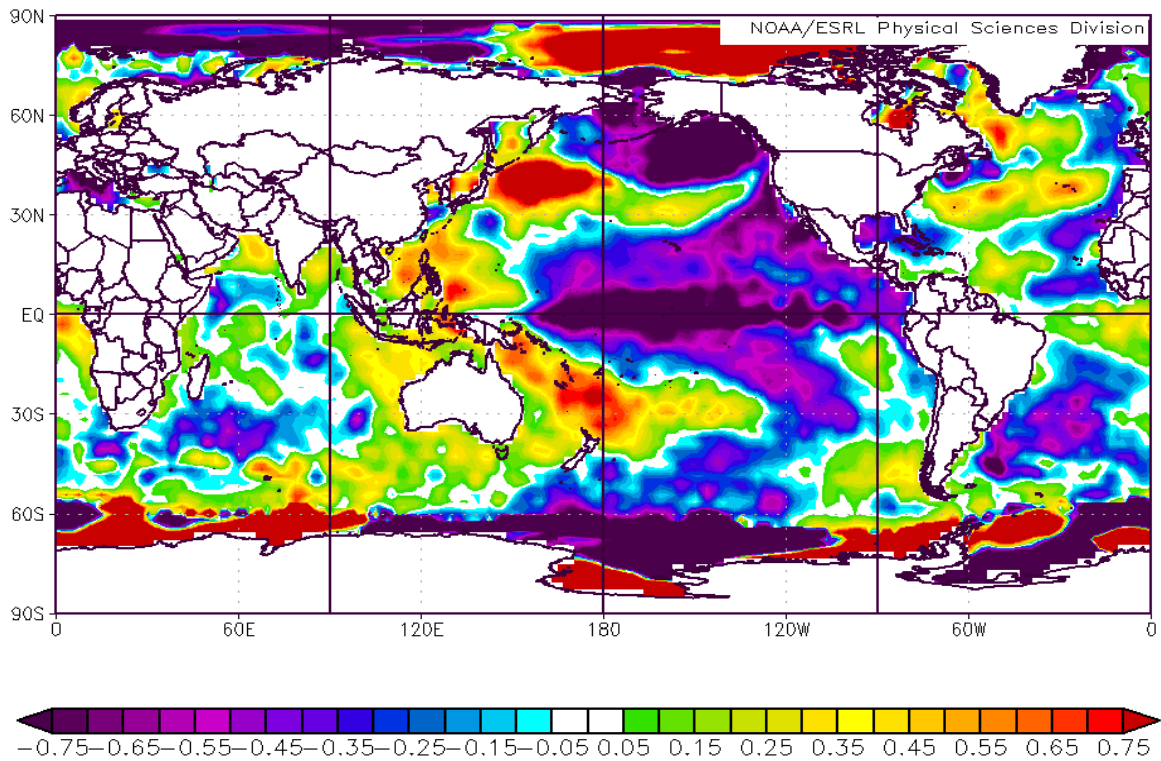 NOAA/ESRL Physical Sciences Division
90N
60N
30N
EQ
30S
60S
90S
0 60E 120E 180 120W 60W 0
-0.75 -0.65 -0.55 -0.45 -0.35 -0.25 -0.15 -0.05 0.05 0.15 0.25 0.35 0.45 0.55 0.65 0.75